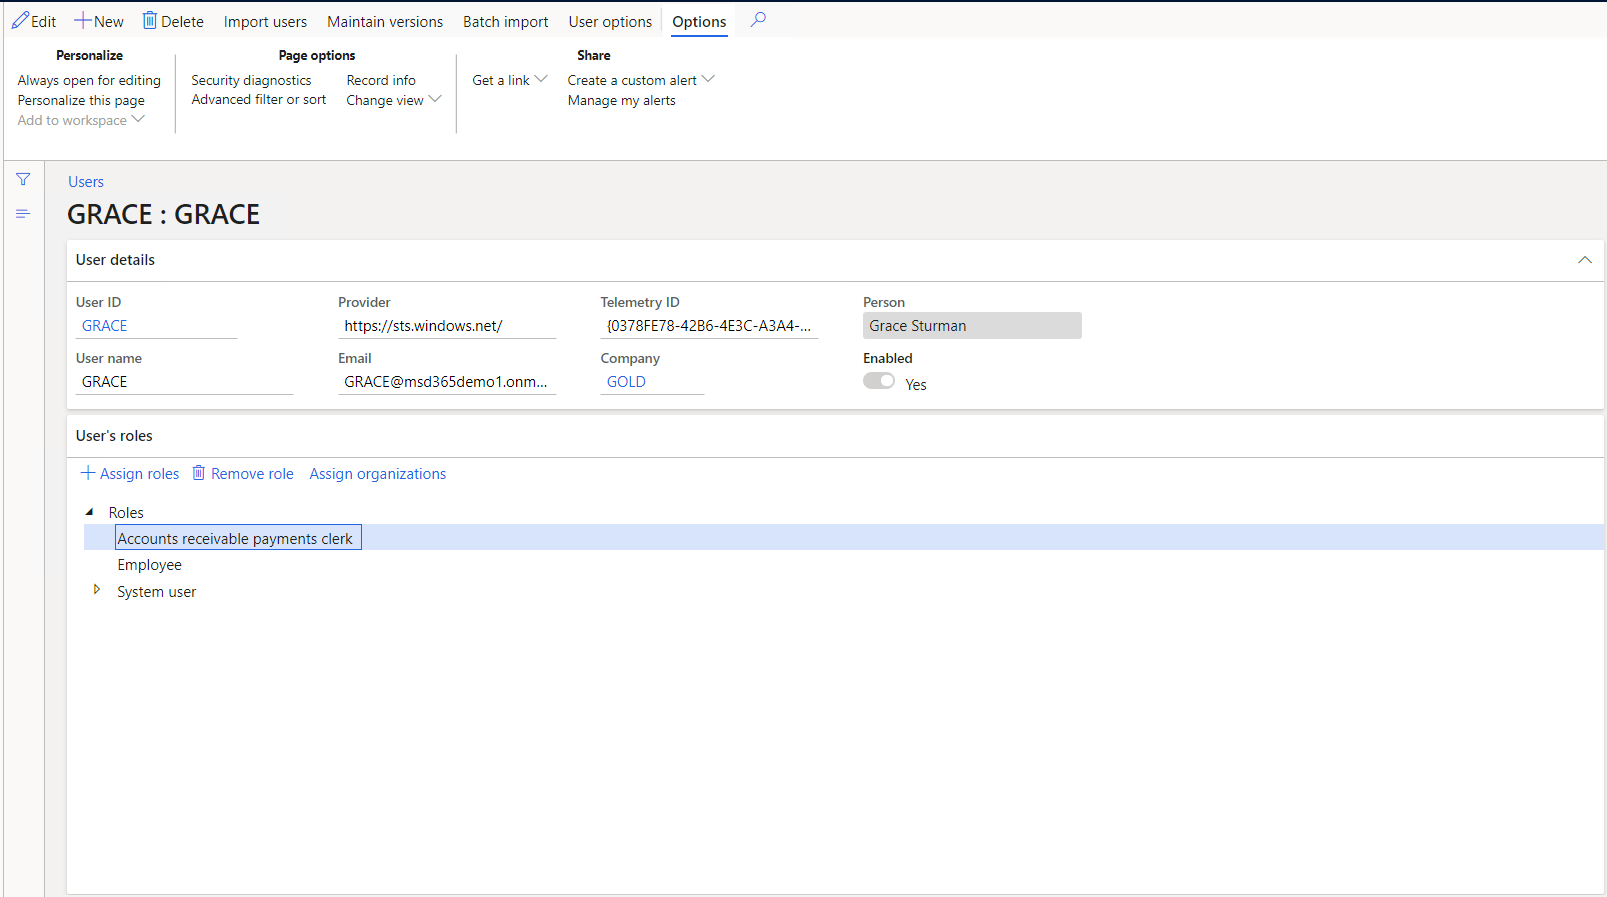 Edit New Delete Import users Maintain versions Batch import User options Options
Personalize Page options Share
Always open for editing Security diagnostics Record info Get a link Create a custom alert
Personalize this page Advanced filter or sort Change view Manage my alerts
Add to workspace
Users
GRACE : GRACE
User details
User ID Provider Telemetry ID Person
GRACE https://sts.windows.net/ {0378FE78-42B6-4E3C-A3A4-... Grace Sturman
User name Email Company Enabled
GRACE GRACE@msd365demo1.onm... GOLD Yes
User's roles
Assign roles Remove role Assign organizations
Roles
Accounts receivable payments clerk
Employee
System user